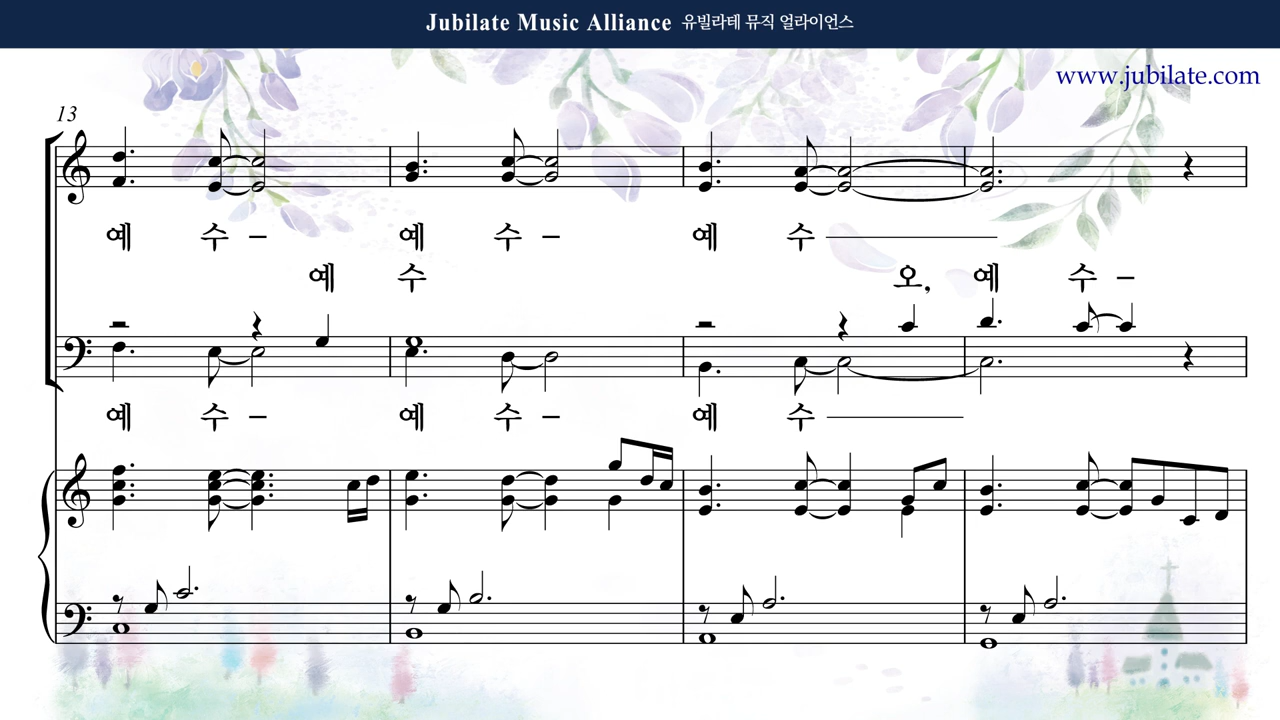 Jubilate Music Alliance 유빌라테 뮤직 얼라이언스
www.jubilate.com
13
예 수 – 예 수 – 예 수
예 수 오, 예 수 –
예 수 – 예 수 – 예 수